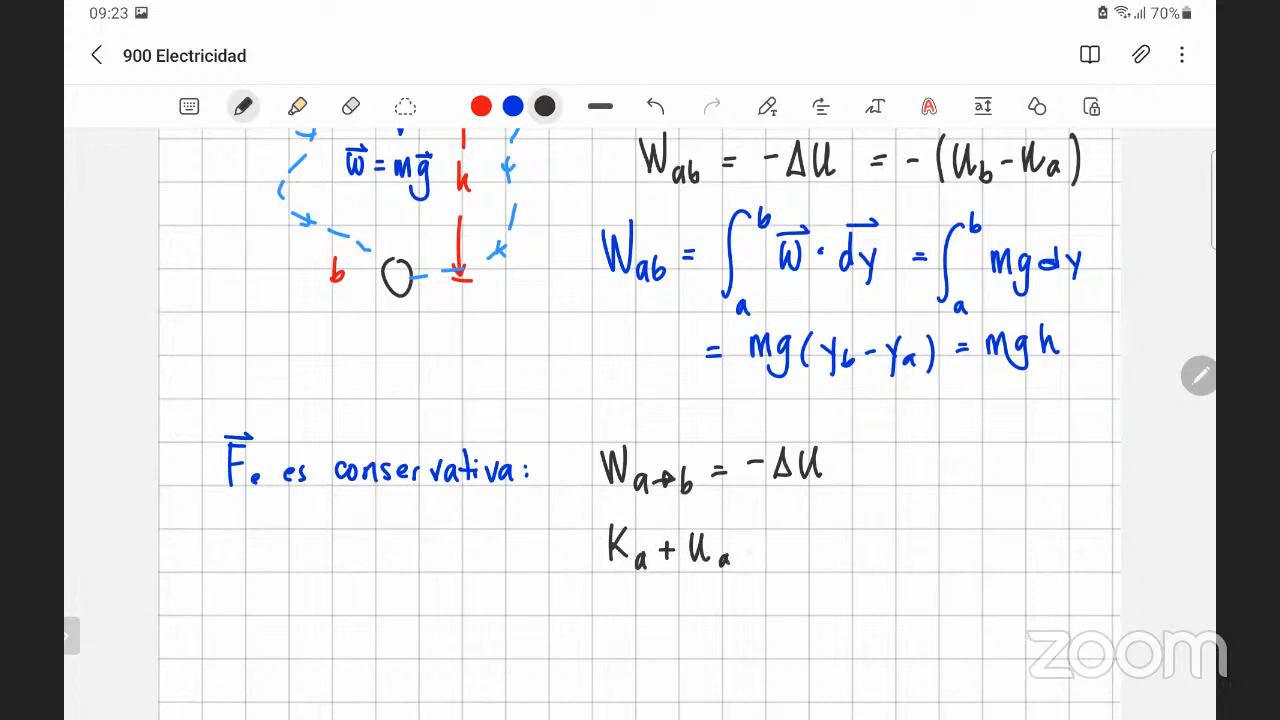 09:23 70%
900 Electricidad
W_ab = -ΔU = -(U_b - U_a)
w⃗ = mg⃗
h
W_ab = ∫_a^b w⃗ · dy⃗ = ∫_a^b mg dy
b
= mg(y_b - y_a) = mgh
F⃗_e es conservativa: W_a→b = -ΔU
K_a + U_a
zoom